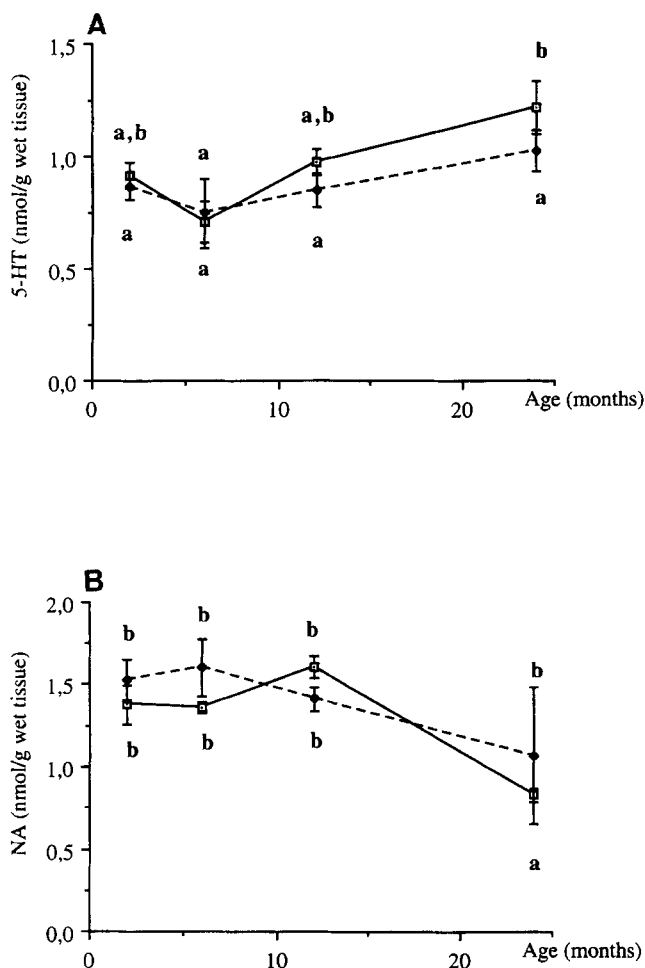 A
1,5
b
a,b
a,b
a
1,0
a
a
a
a
0,5
0,0
0
10
20
Age (months)
5-HT (nmol/g wet tissue)
B
2,0
b
b
b
b
1,5
b
b
b
1,0
a
0,5
0,0
0
10
20
Age (months)
NA (nmol/g wet tissue)